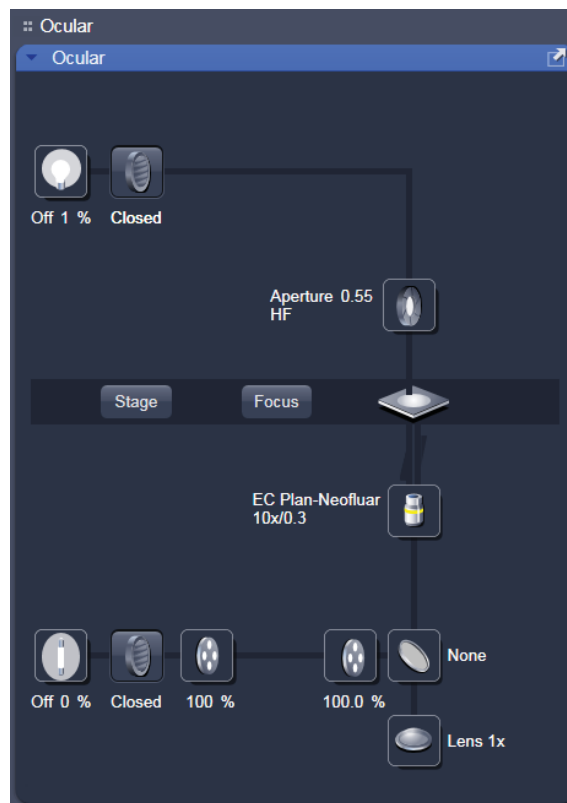 Ocular
Ocular
Off 1 %
Closed
Aperture 0.55
HF
Stage
Focus
EC Plan-Neofluar
10x/0.3
None
Off 0 %
Closed
100 %
100.0 %
Lens 1x